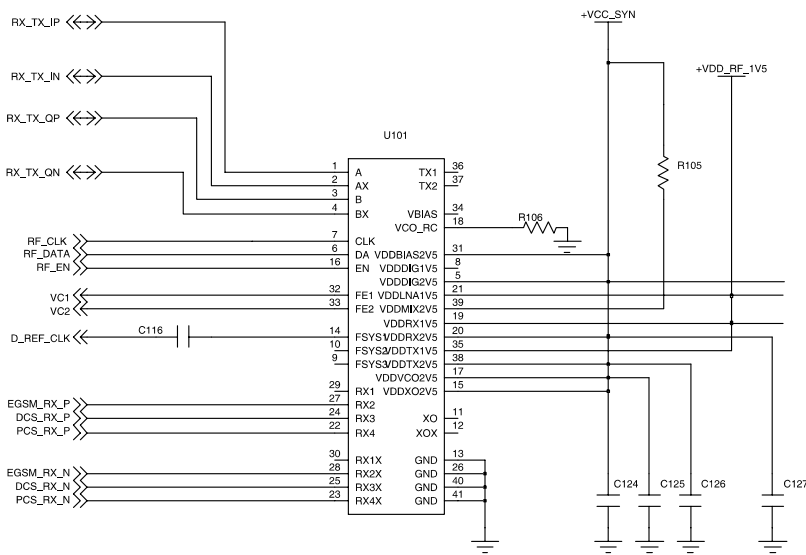 RX_TX_IP
RX_TX_IN
RX_TX_QP
RX_TX_QN
+VCC_SYN
+VDD_RF_1V5
R105
R106
U101
1 A TX1 36
2 AX TX2 37
3 B
4 BX VBIAS 34
VCO_RC 18
RF_CLK 7 CLK
RF_DATA 6 DA VDDBIAS2V5 31
RF_EN 16 EN VDDDIG1V5 8
VDDDIG2V5 5
VC1 32 FE1 VDDLNA1V5 21
VC2 33 FE2 VDDMIX2V5 39
VDDRX1V5 19
D_REF_CLK C116 14 FSYS1 VDDRX2V5 20
10 FSYS2 VDDTX1V5 35
9 FSYS3 VDDTX2V5 38
VDDVCO2V5 17
29 RX1 VDDXO2V5 15
EGSM_RX_P 27 RX2
DCS_RX_P 24 RX3 XO 11
PCS_RX_P 22 RX4 XOX 12
30 RX1X GND 13
EGSM_RX_N 28 RX2X GND 26
DCS_RX_N 25 RX3X GND 40
PCS_RX_N 23 RX4X GND 41
C124 C125 C126 C127